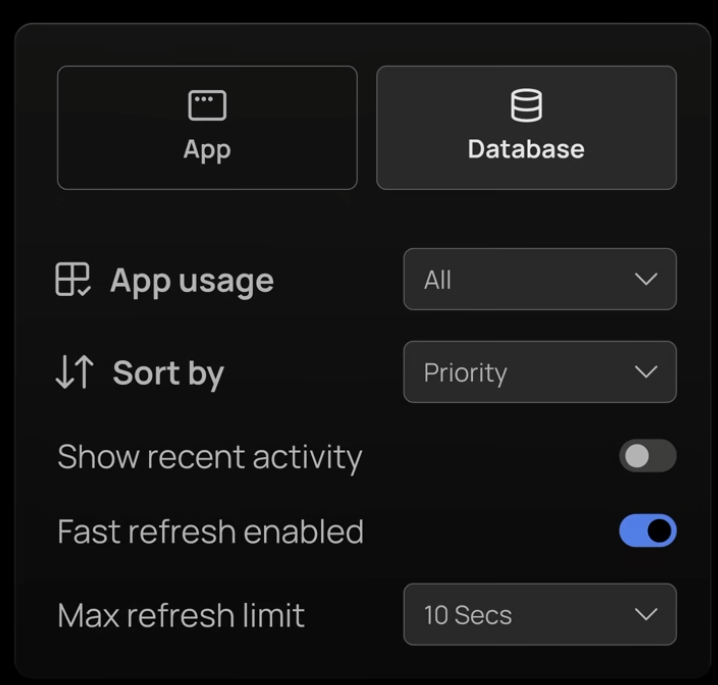 App
Database
App usage
All
Sort by
Priority
Show recent activity
Fast refresh enabled
Max refresh limit
10 Secs